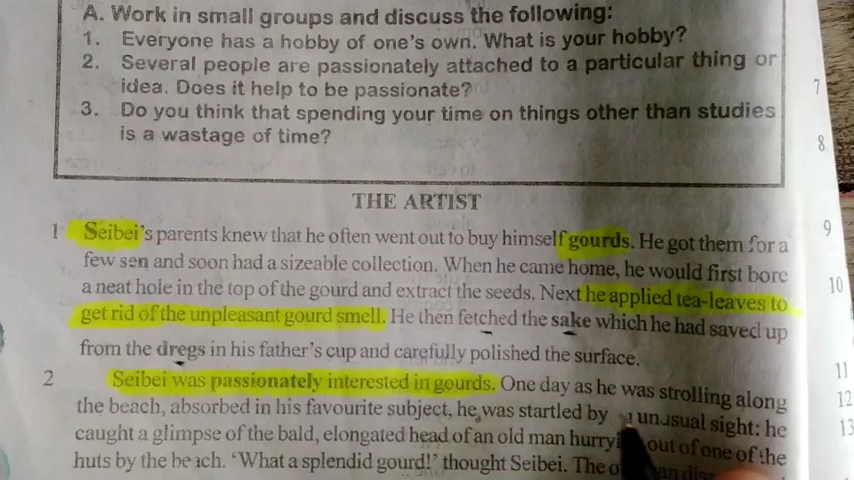 A. Work in small groups and discuss the following:
1. Everyone has a hobby of one's own. What is your hobby?
2. Several people are passionately attached to a particular thing or
idea. Does it help to be passionate?
3. Do you think that spending your time on things other than studies
is a wastage of time?
7
8
THE ARTIST
1 Seibei's parents knew that he often went out to buy himself gourds. He got them for a
few sen and soon had a sizeable collection. When he came home, he would first bore
a neat hole in the top of the gourd and extract the seeds. Next he applied tea-leaves to
get rid of the unpleasant gourd smell. He then fetched the sake which he had saved up
from the dregs in his father's cup and carefully polished the surface.
2 Seibei was passionately interested in gourds. One day as he was strolling along
the beach, absorbed in his favourite subject, he was startled by unusual sight: he
caught a glimpse of the bald, elongated head of an old man out of one of the
huts by the beach. 'What a splendid gourd!' thought Seibei. The
9
10
11
12
13